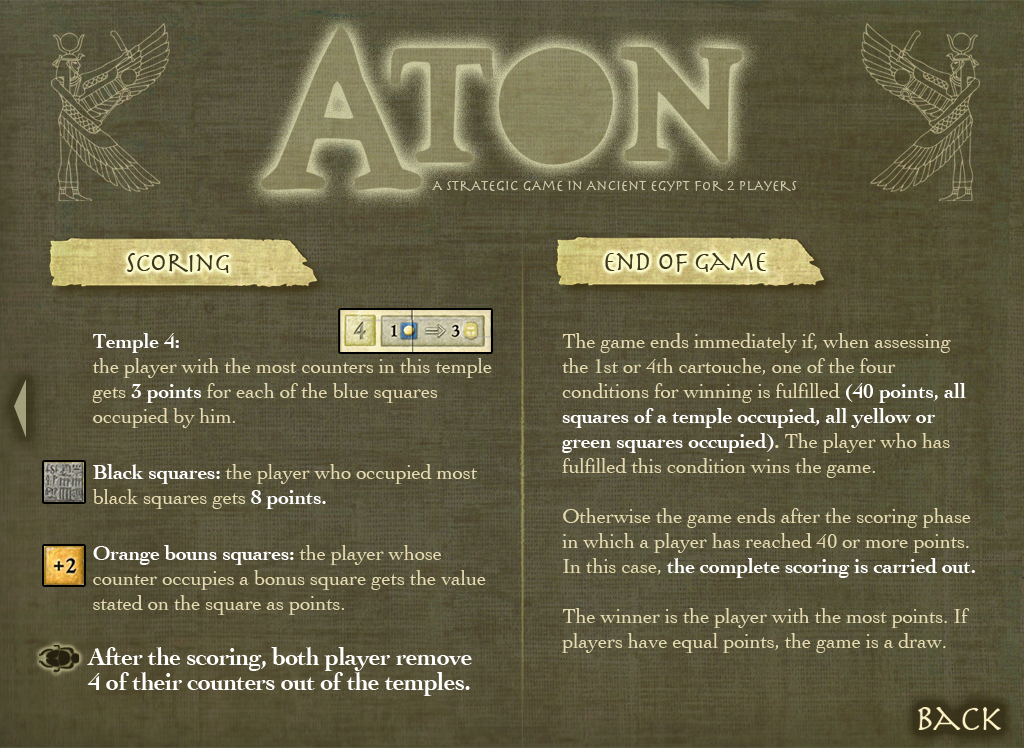 ATON
A STRATEGIC GAME IN ANCIENT EGYPT FOR 2 PLAYERS
SCORING
4 1 ⇒ 3
Temple 4:
the player with the most counters in this temple
gets 3 points for each of the blue squares
occupied by him.
Black squares: the player who occupied most
black squares gets 8 points.
+2
Orange bouns squares: the player whose
counter occupies a bonus square gets the value
stated on the square as points.
After the scoring, both player remove
4 of their counters out of the temples.
END OF GAME
The game ends immediately if, when assessing
the 1st or 4th cartouche, one of the four
conditions for winning is fulfilled (40 points, all
squares of a temple occupied, all yellow or
green squares occupied). The player who has
fulfilled this condition wins the game.
Otherwise the game ends after the scoring phase
in which a player has reached 40 or more points.
In this case, the complete scoring is carried out.
The winner is the player with the most points. If
players have equal points, the game is a draw.
BACK